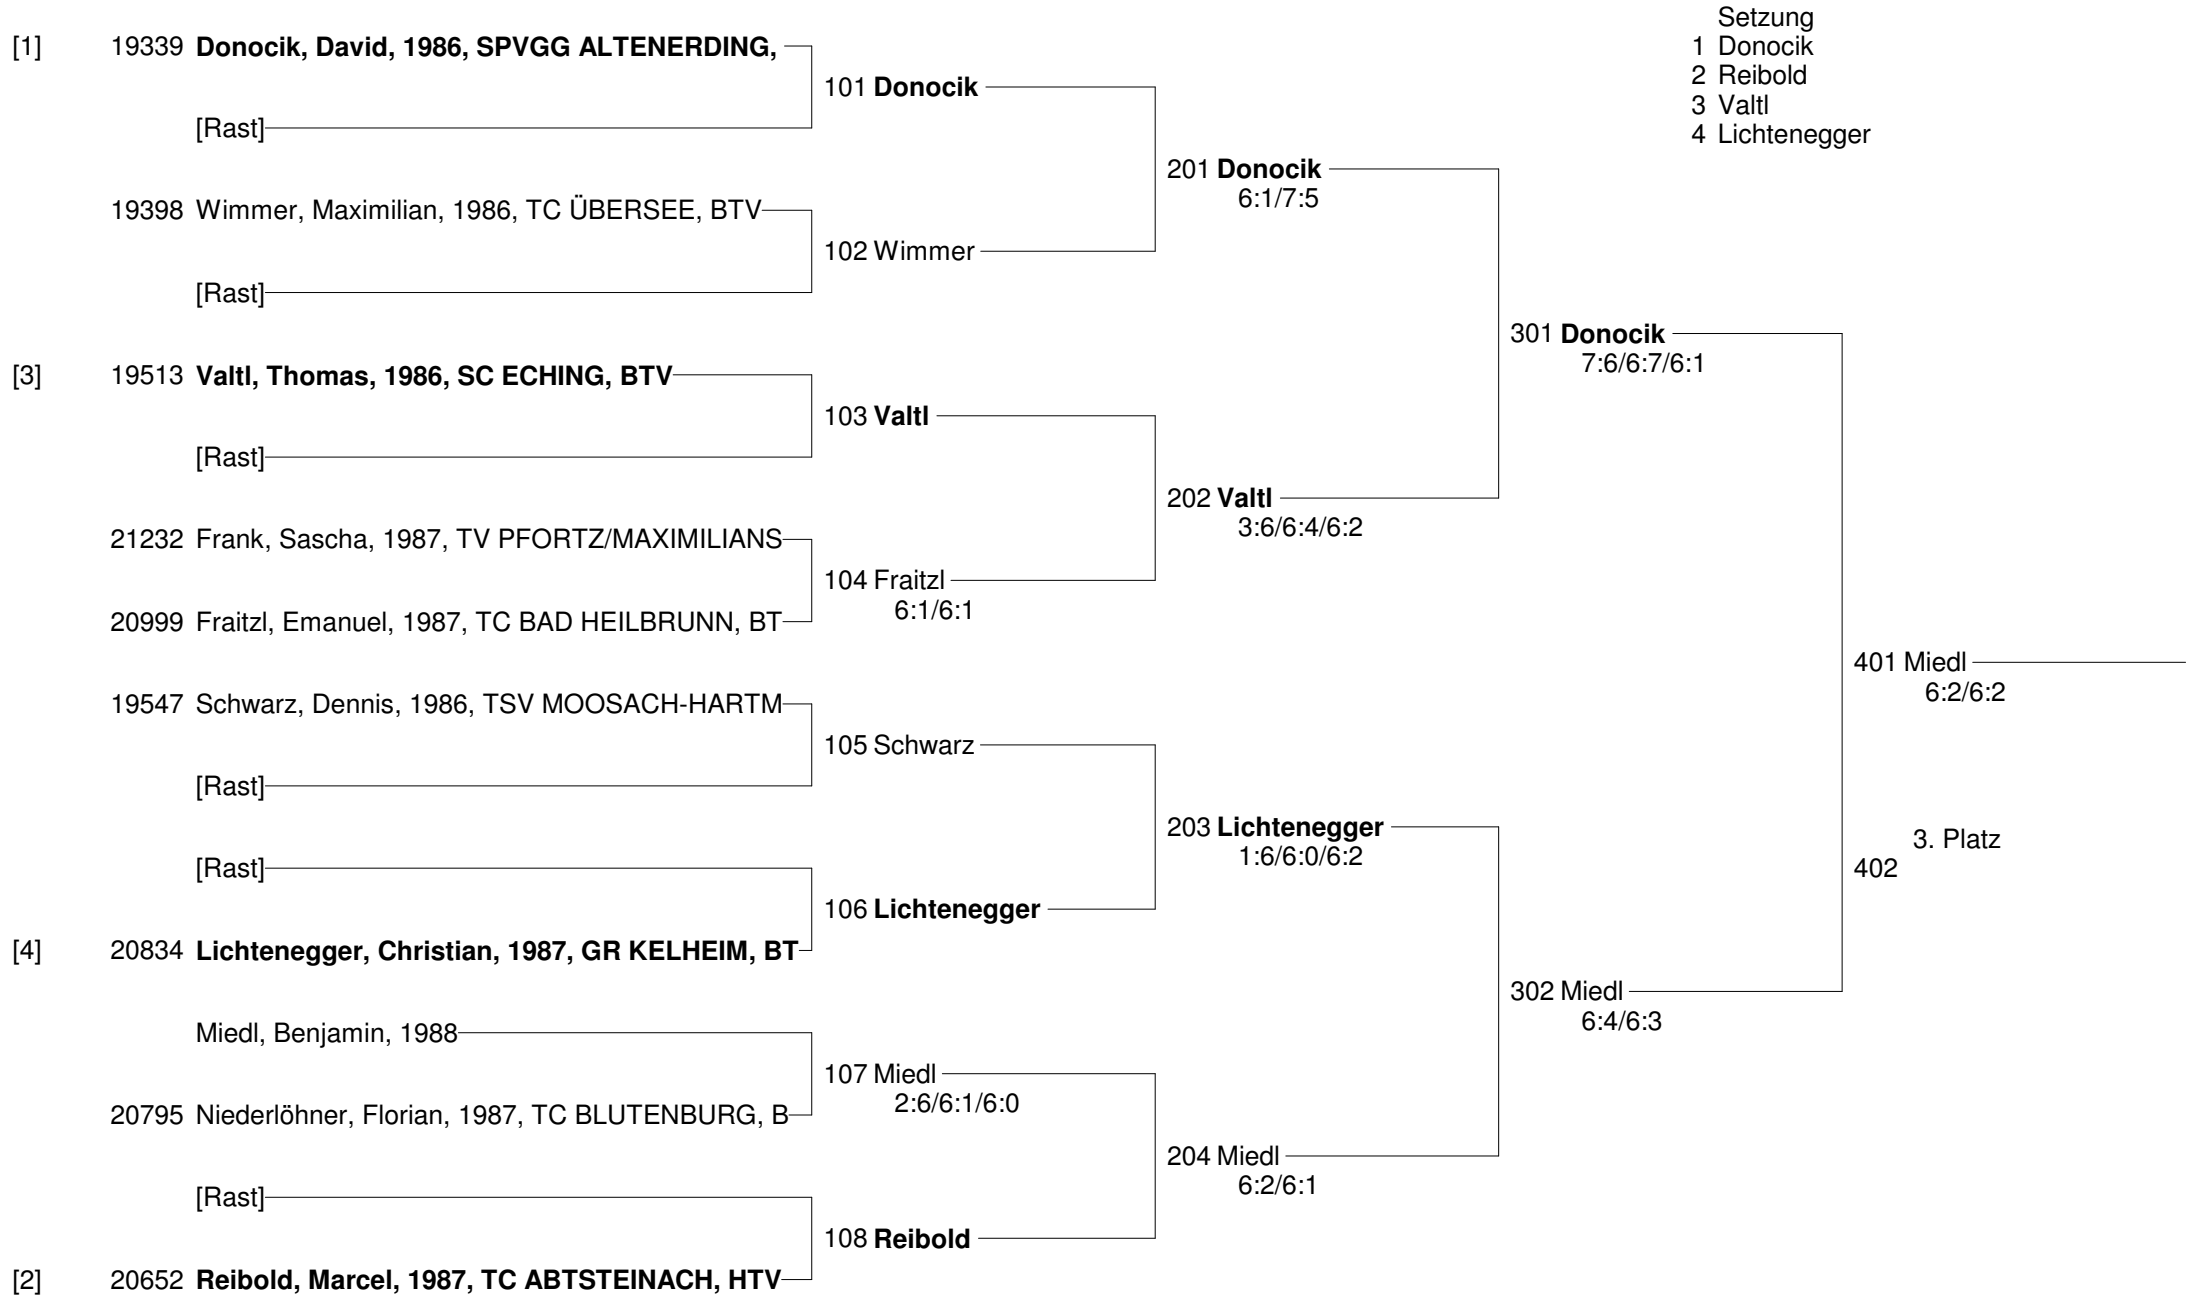 Setzung
1 Donocik
2 Reibold
3 Valtl
4 Lichtenegger
[1] 19339 Donocik, David, 1986, SPVGG ALTENERDING,
101 Donocik
[Rast]
201 Donocik
6:1/7:5
19398 Wimmer, Maximilian, 1986, TC ÜBERSEE, BTV
102 Wimmer
[Rast]
301 Donocik
7:6/6:7/6:1
[3] 19513 Valtl, Thomas, 1986, SC ECHING, BTV
103 Valtl
[Rast]
202 Valtl
3:6/6:4/6:2
21232 Frank, Sascha, 1987, TV PFORTZ/MAXIMILIANS
104 Fraitzl
6:1/6:1
20999 Fraitzl, Emanuel, 1987, TC BAD HEILBRUNN, BT
401 Miedl
6:2/6:2
19547 Schwarz, Dennis, 1986, TSV MOOSACH-HARTM
105 Schwarz
[Rast]
203 Lichtenegger
1:6/6:0/6:2
3. Platz
402
[Rast]
106 Lichtenegger
[4] 20834 Lichtenegger, Christian, 1987, GR KELHEIM, BT
302 Miedl
6:4/6:3
Miedl, Benjamin, 1988
107 Miedl
2:6/6:1/6:0
20795 Niederlöhner, Florian, 1987, TC BLUTENBURG, B
204 Miedl
6:2/6:1
[Rast]
108 Reibold
[2] 20652 Reibold, Marcel, 1987, TC ABTSTEINACH, HTV